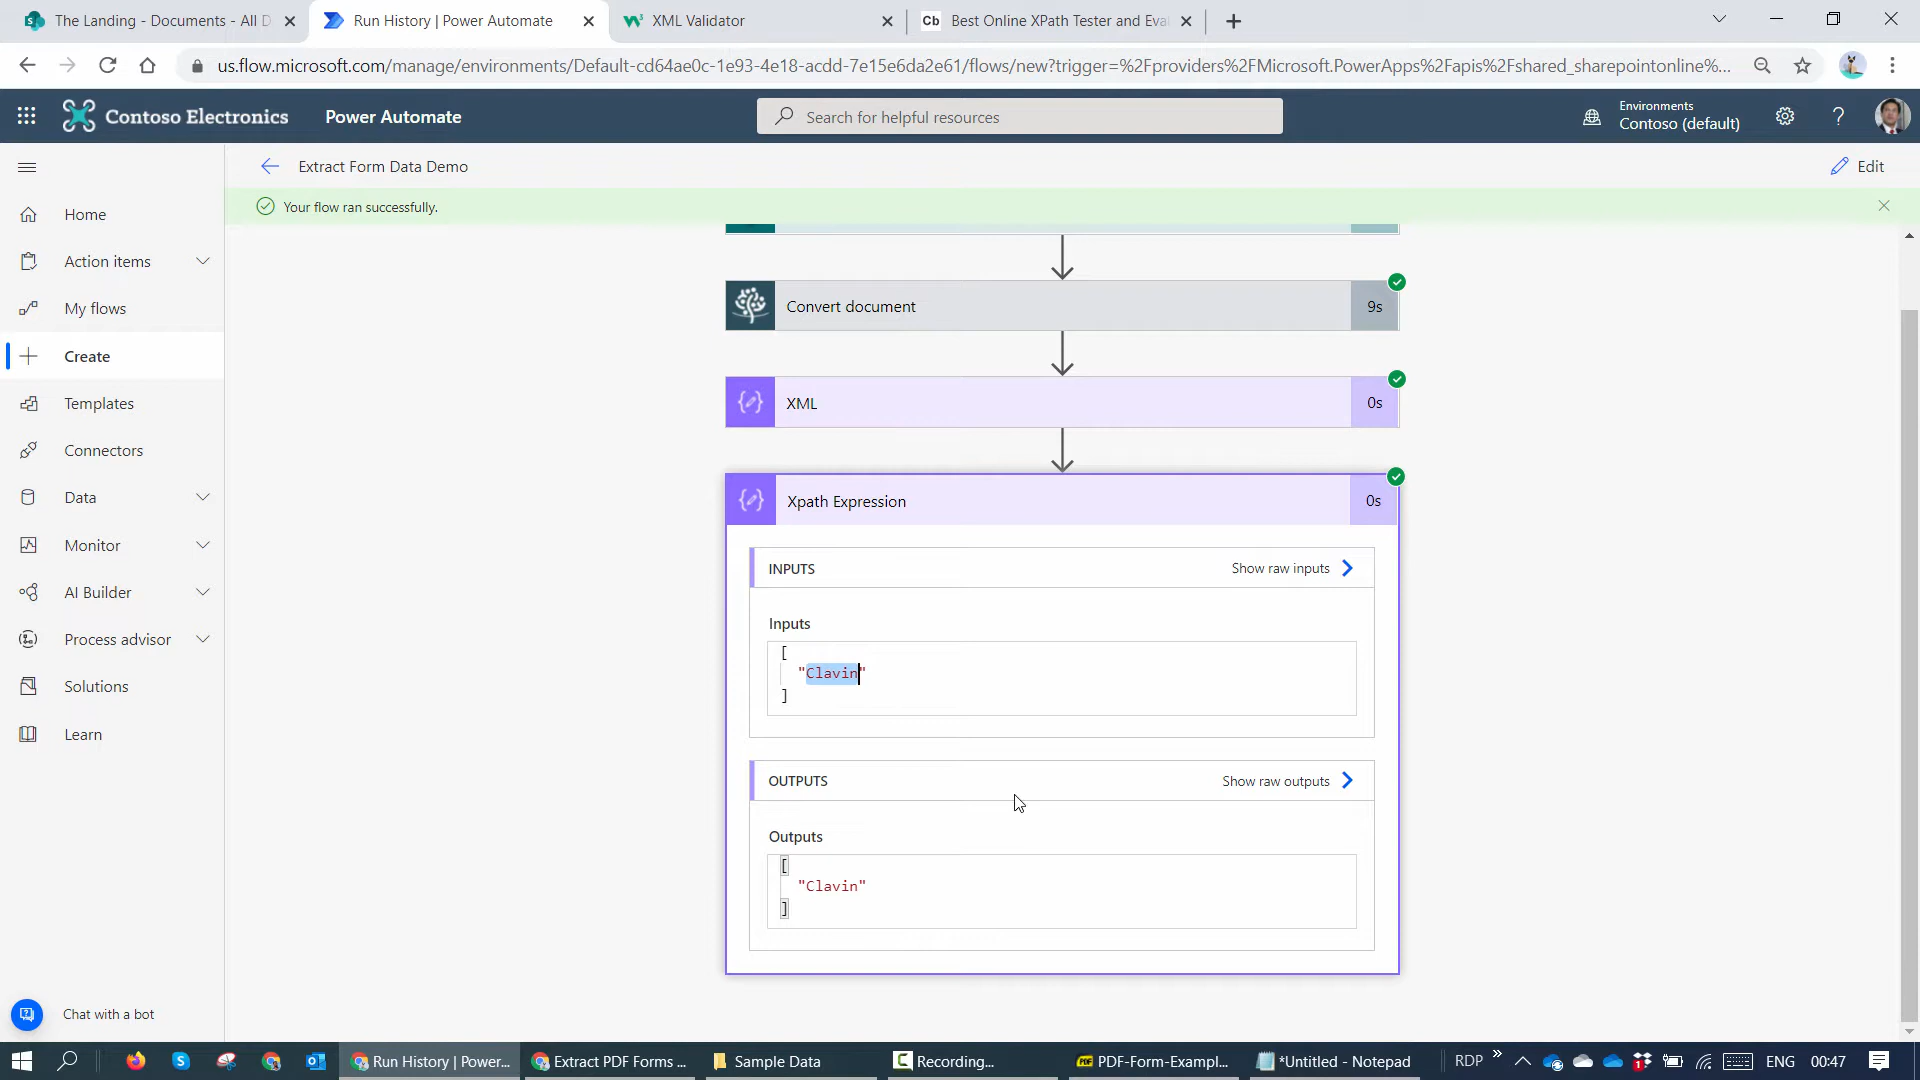 The Landing - Documents - All D
Run History | Power Automate
XML Validator
Cb
Best Online XPath Tester and Eva
us.flow.microsoft.com/manage/environments/Default-cd64ae0c-1e93-4e18-acdd-7e15e6da2e61/flows/new?trigger=%2Fproviders%2FMicrosoft.PowerApps%2Fapis%2Fshared_sharepointonline%...
Contoso Electronics
Power Automate
Search for helpful resources
Environments
Contoso (default)
Extract Form Data Demo
Edit
Your flow ran successfully.
Home
Action items
My flows
Create
Templates
Connectors
Data
Monitor
AI Builder
Process advisor
Solutions
Learn
Chat with a bot
Convert document
9s
XML
0s
Xpath Expression
0s
INPUTS
Show raw inputs
Inputs
[
"Clavin"
]
OUTPUTS
Show raw outputs
Outputs
[
"Clavin"
]
Run History | Power...
Extract PDF Forms ...
Sample Data
Recording...
PDF-Form-Exampl...
*Untitled - Notepad
RDP
ENG
00:47